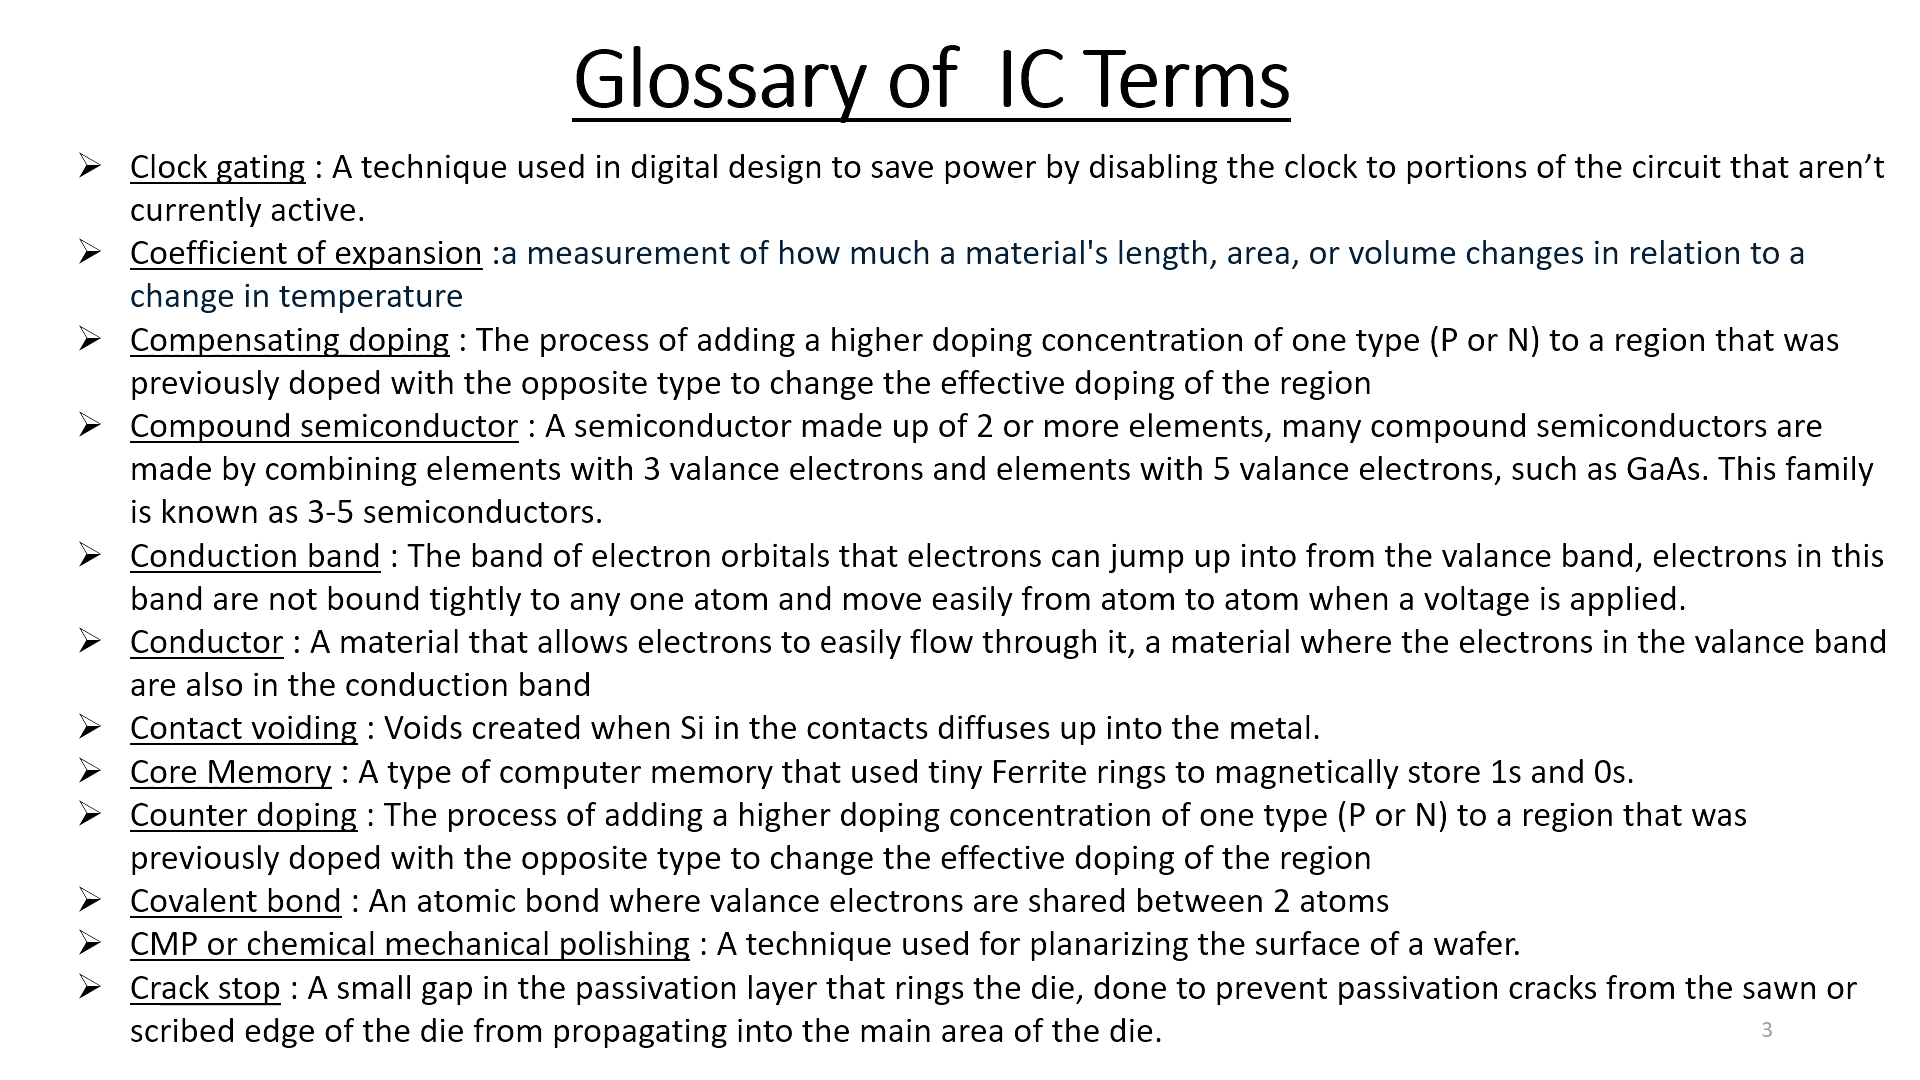 Glossary of  IC Terms
➢ Clock gating : A technique used in digital design to save power by disabling the clock to portions of the circuit that aren’t
currently active.
➢ Coefficient of expansion :a measurement of how much a material's length, area, or volume changes in relation to a
change in temperature
➢ Compensating doping : The process of adding a higher doping concentration of one type (P or N) to a region that was
previously doped with the opposite type to change the effective doping of the region
➢ Compound semiconductor : A semiconductor made up of 2 or more elements, many compound semiconductors are
made by combining elements with 3 valance electrons and elements with 5 valance electrons, such as GaAs. This family
is known as 3-5 semiconductors.
➢ Conduction band : The band of electron orbitals that electrons can jump up into from the valance band, electrons in this
band are not bound tightly to any one atom and move easily from atom to atom when a voltage is applied.
➢ Conductor : A material that allows electrons to easily flow through it, a material where the electrons in the valance band
are also in the conduction band
➢ Contact voiding : Voids created when Si in the contacts diffuses up into the metal.
➢ Core Memory : A type of computer memory that used tiny Ferrite rings to magnetically store 1s and 0s.
➢ Counter doping : The process of adding a higher doping concentration of one type (P or N) to a region that was
previously doped with the opposite type to change the effective doping of the region
➢ Covalent bond : An atomic bond where valance electrons are shared between 2 atoms
➢ CMP or chemical mechanical polishing : A technique used for planarizing the surface of a wafer.
➢ Crack stop : A small gap in the passivation layer that rings the die, done to prevent passivation cracks from the sawn or
scribed edge of the die from propagating into the main area of the die.
3